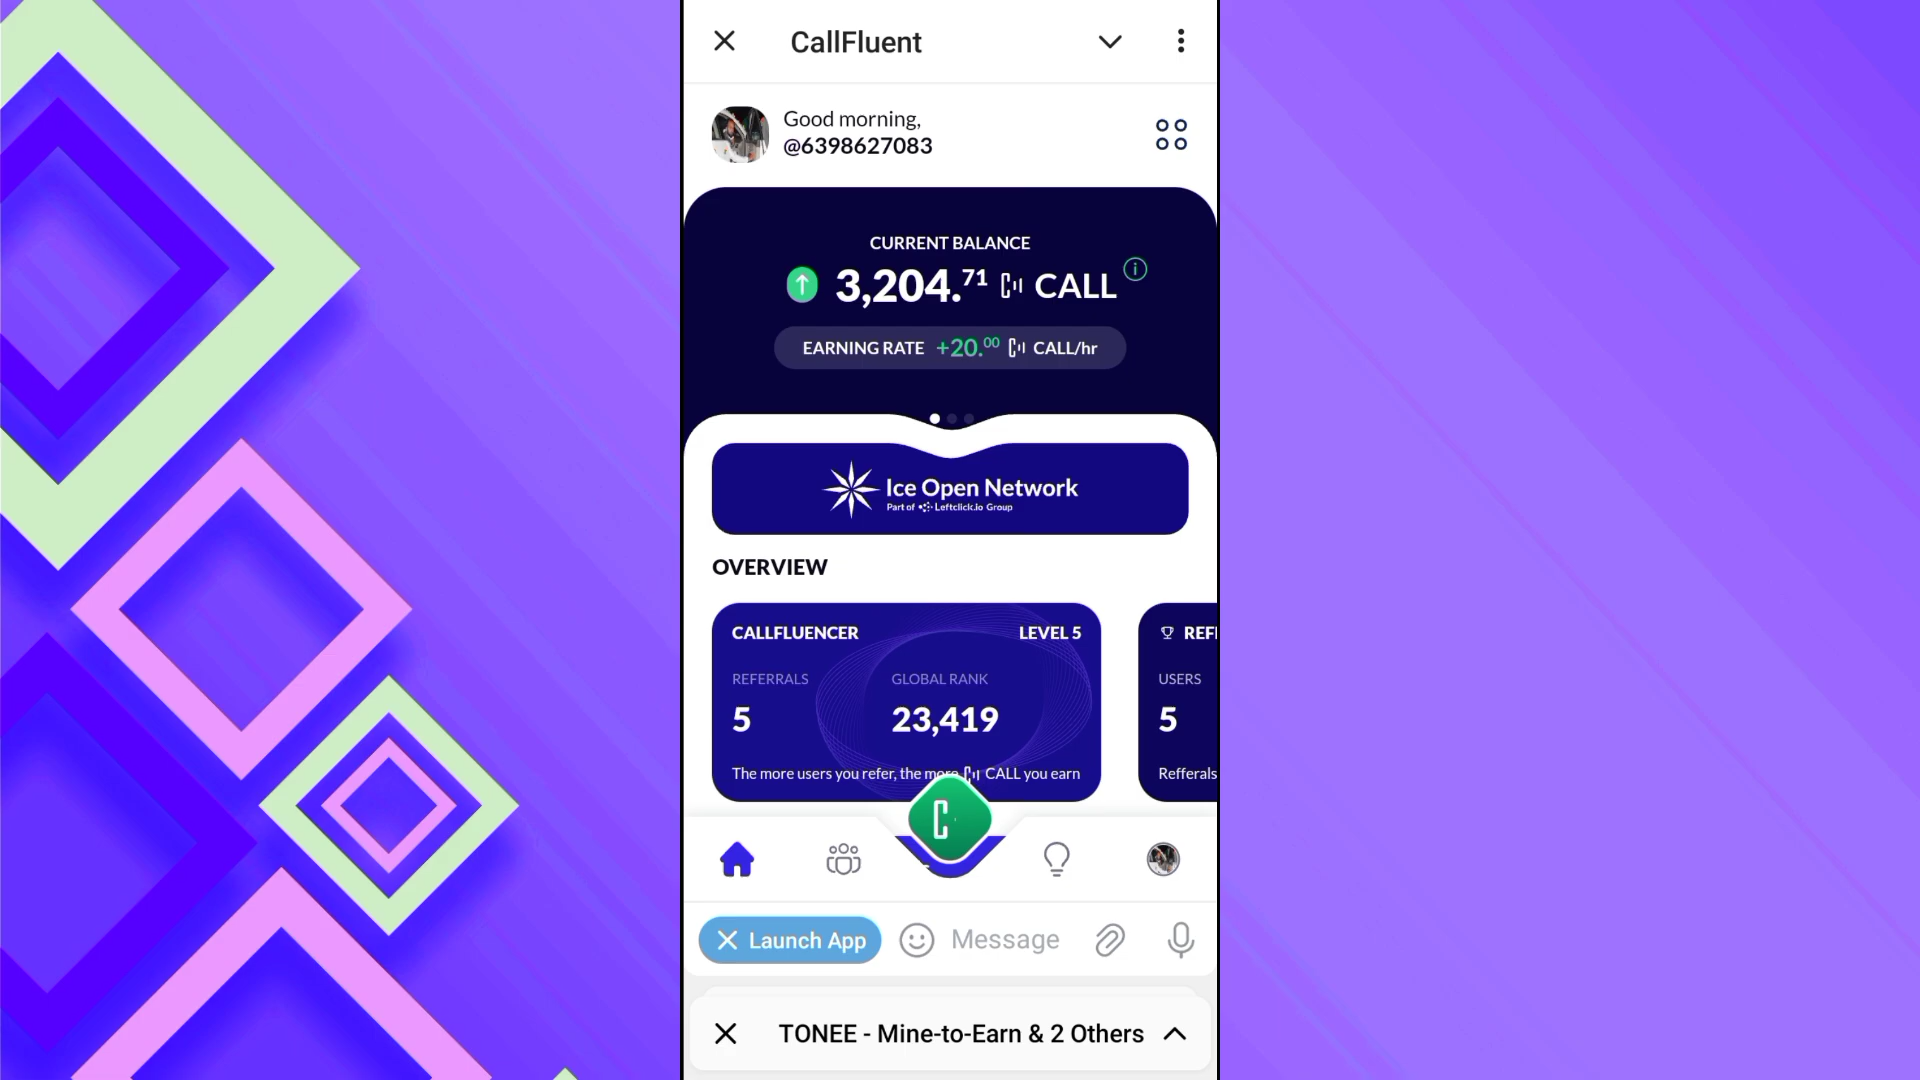 CallFluent
Good morning,
@6398627083
CURRENT BALANCE
3,204.71 CALL
EARNING RATE +20.00 CALL/hr
Ice Open Network
Part of Leftclick.io Group
OVERVIEW
CALLFLUENCER LEVEL 5
REFERRALS GLOBAL RANK
5 23,419
The more users you refer, the more CALL you earn
REF
USERS
5
Refferals
Launch App Message
TONEE - Mine-to-Earn & 2 Others